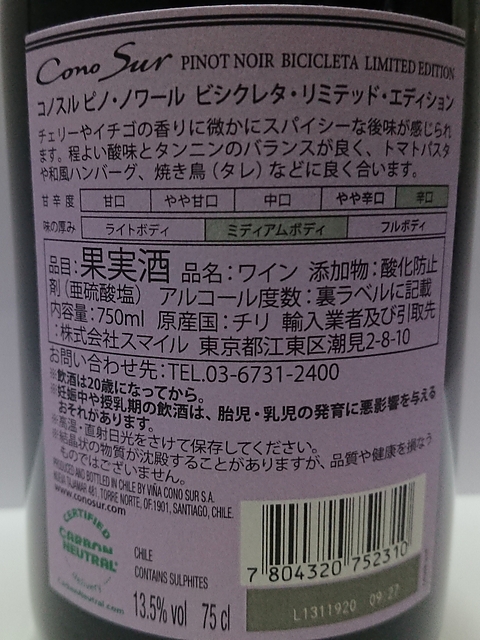 Cono Sur PINOT NOIR BICICLETA LIMITED EDITION
コノスル ピノ・ノワール ビシクレタ・リミテッド・エディション
チェリーやイチゴの香りに微かにスパイシーな後味が感じられ
ます。程よい酸味とタンニンのバランスが良く、トマトパスタ
や和風ハンバーグ、焼き鳥（タレ）などに良く合います。
甘辛度 甘口 やや甘口 中口 やや辛口 辛口
味の厚み ライトボディ ミディアムボディ フルボディ
品目：果実酒 品名：ワイン 添加物：酸化防止
剤（亜硫酸塩） アルコール度数：裏ラベルに記載
内容量：750ml 原産国：チリ 輸入業者及び引取先
：株式会社スマイル 東京都江東区潮見2-8-10
お問い合わせ先：TEL.03-6731-2400
※飲酒は20歳になってから。
※妊娠中や授乳期の飲酒は、胎児・乳児の発育に悪影響を与える
おそれがあります。
※高温・直射日光をさけて保存してください。
※結晶状の物質が沈殿することがありますが、品質や健康を損なう
ものではございません。
PRODUCED AND BOTTLED IN CHILE BY VIÑA CONO SUR S.A.
NUEVA TAJAMAR 481, TORRE NORTE, OF. 1901, SANTIAGO, CHILE.
www.conosur.com
CERTIFIED
CARBON
NEUTRAL
CarbonNeutral.com
CHILE
CONTAINS SULPHITES
13.5% vol 75 cl
7 804320 752310
L1311920 09:27